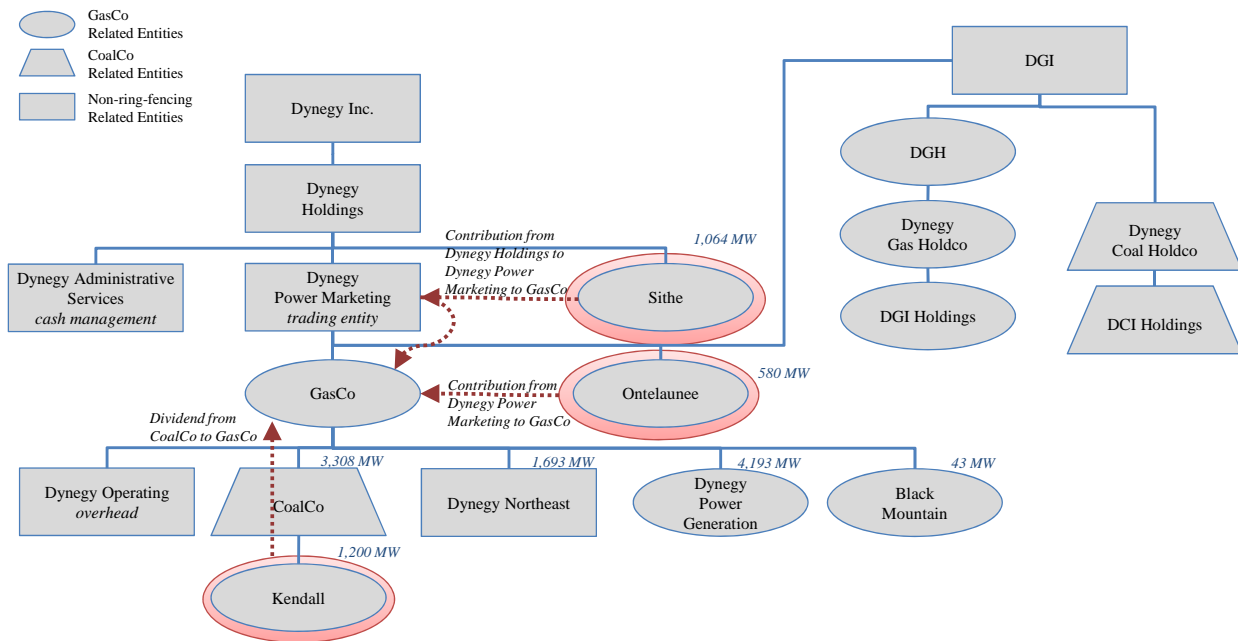 GasCo
Related Entities
CoalCo
Related Entities
Non-ring-fencing
Related Entities
DGI
Dynegy Inc.
DGH
Dynegy
Holdings
Dynegy
Gas Holdco
Dynegy
Coal Holdco
Contribution from
Dynegy Holdings to
Dynegy Power
Marketing to GasCo
1,064 MW
Dynegy Administrative
Services
cash management
Dynegy
Power Marketing
trading entity
Sithe
DGI Holdings
DCI Holdings
GasCo
Contribution from
Dynegy Power
Marketing to GasCo
Ontelaunee
580 MW
Dividend from
CoalCo to GasCo
3,308 MW
1,693 MW
4,193 MW
43 MW
Dynegy Operating
overhead
CoalCo
Dynegy Northeast
Dynegy
Power
Generation
Black
Mountain
1,200 MW
Kendall